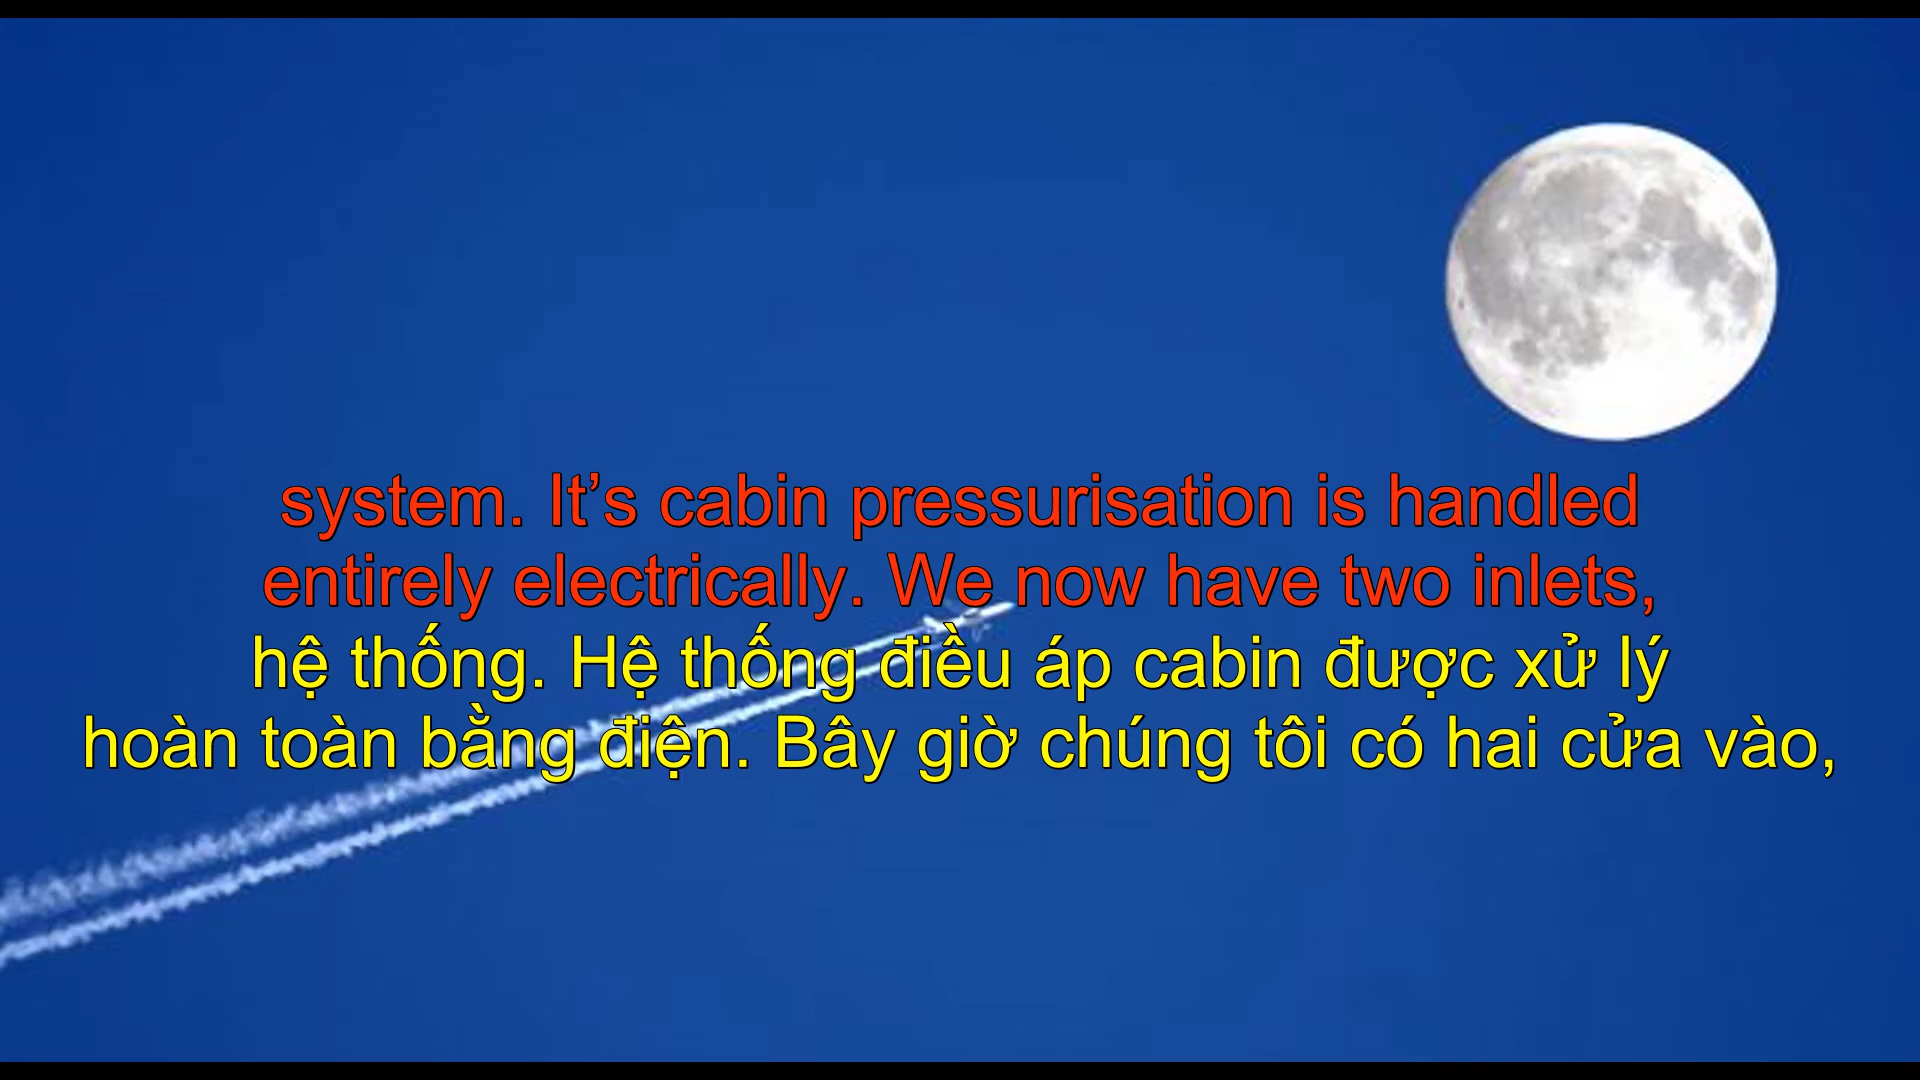 system. It’s cabin pressurisation is handled
entirely electrically. We now have two inlets,
hệ thống. Hệ thống điều áp cabin được xử lý
hoàn toàn bằng điện. Bây giờ chúng tôi có hai cửa vào,